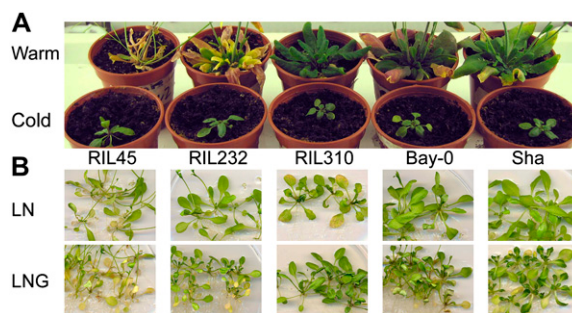 A
Warm
Cold
RIL45 RIL232 RIL310 Bay-0 Sha
B
LN
LNG